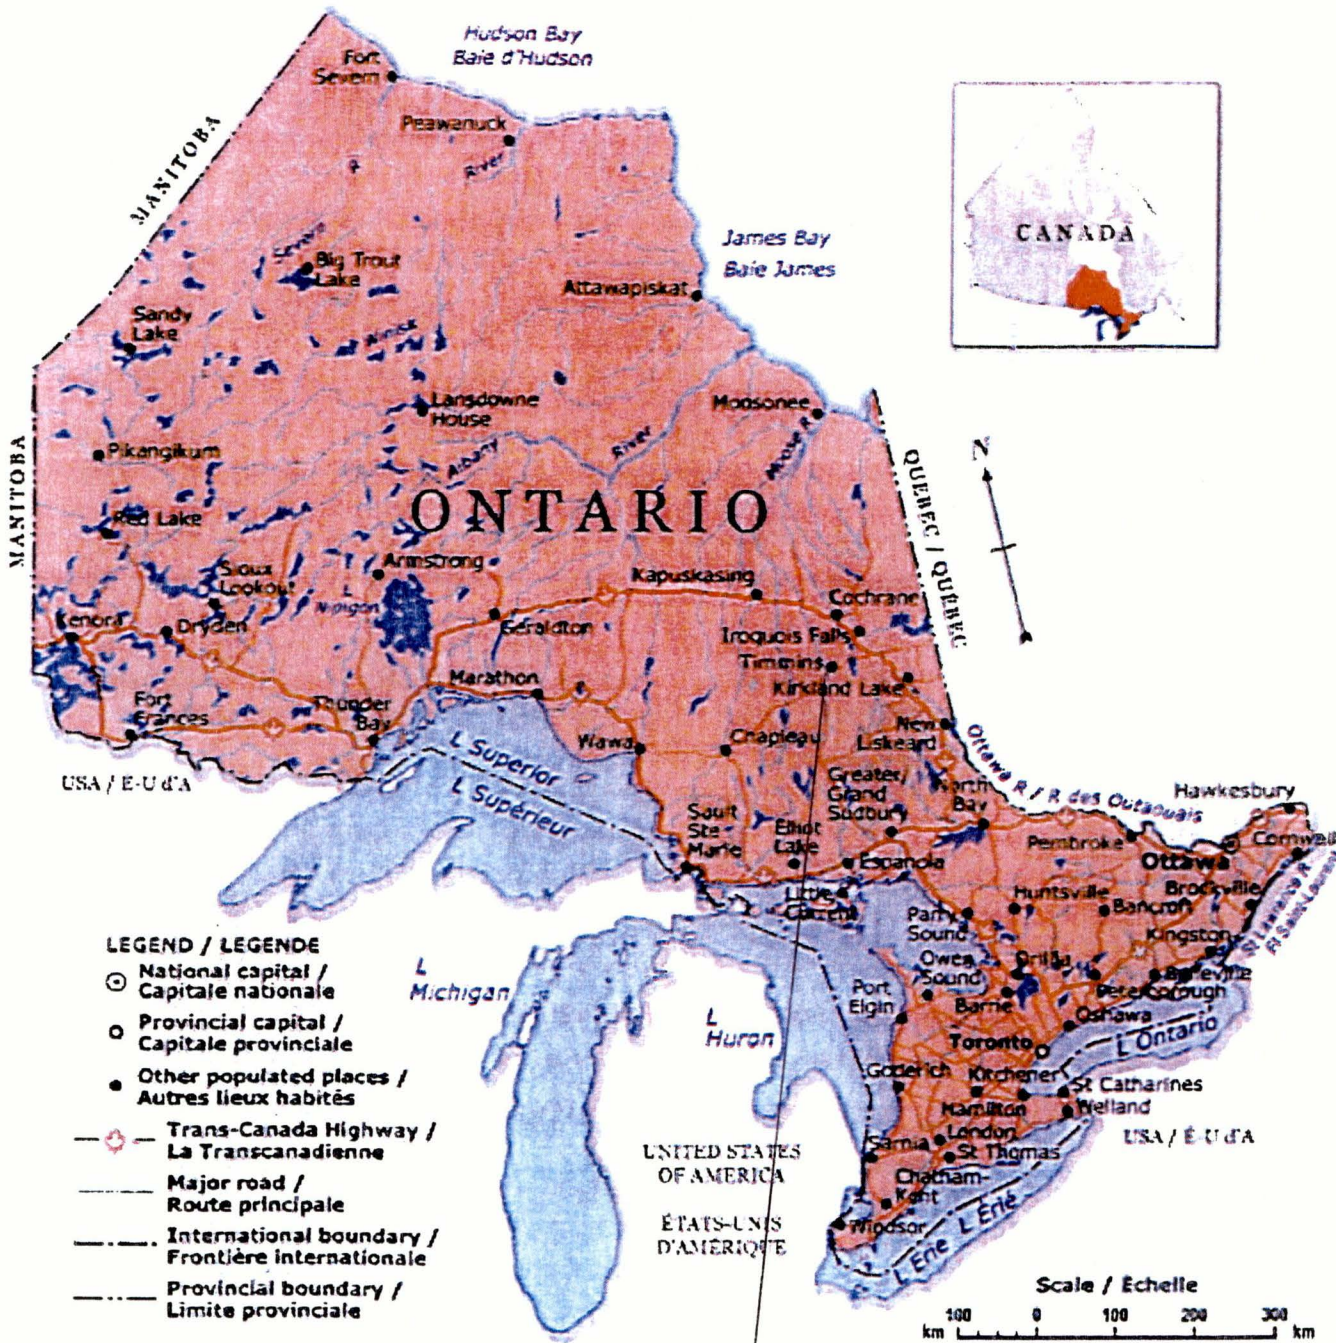 Hudson Bay
Baie d'Hudson
Fort
Severn
Peawanuck
River
R
MANITOBA
CANADA
James Bay
Baie James
Severn
Big Trout
Lake
Attawapiskat
Sandy
Lake
Winisk
Lansdowne
House
Moosonee
MANITOBA
Pikangikum
Albany
River
Moose R
QUEBEC / QUÉBEC
N
ONTARIO
Red Lake
Armstrong
Sioux
Lookout
L
Nipigon
Kapuskasing
Cochrane
Kenora
Dryden
Geraldton
Iroquois Falls
Timmins
Marathon
Kirkland Lake
Fort
Frances
Thunder
Bay
New
Liskeard
Wawa
Chapleau
USA / É-U d'A
L Superior
L Supérieur
Ottawa R / R des Outaouais
Greater/
Grand
Sudbury
North
Bay
Hawkesbury
Sault
Ste
Marie
Elliot
Lake
Espanola
Pembroke
Ottawa
Cornwall
Little
Current
Huntsville
Bancroft
Brockville
St Lawrence R
Fl Saint-Laurent
Parry
Sound
Kingston
Owen
Sound
Orillia
Belleville
Peterborough
Port
Elgin
Barrie
Oshawa
L
Michigan
L
Huron
Toronto
L Ontario
Goderich
Kitchener
St Catharines
Hamilton
Welland
London
Sarnia
St Thomas
USA / É-U d'A
UNITED STATES
OF AMERICA
Chatham-
Kent
ÉTATS-UNIS
D'AMÉRIQUE
Windsor
L Erie
L Érié
LEGEND / LEGENDE
National capital /
Capitale nationale
Provincial capital /
Capitale provinciale
Other populated places /
Autres lieux habités
Trans-Canada Highway /
La Transcanadienne
Major road /
Route principale
International boundary /
Frontière internationale
Provincial boundary /
Limite provinciale
Scale / Échelle
100 0 100 200 300
km km